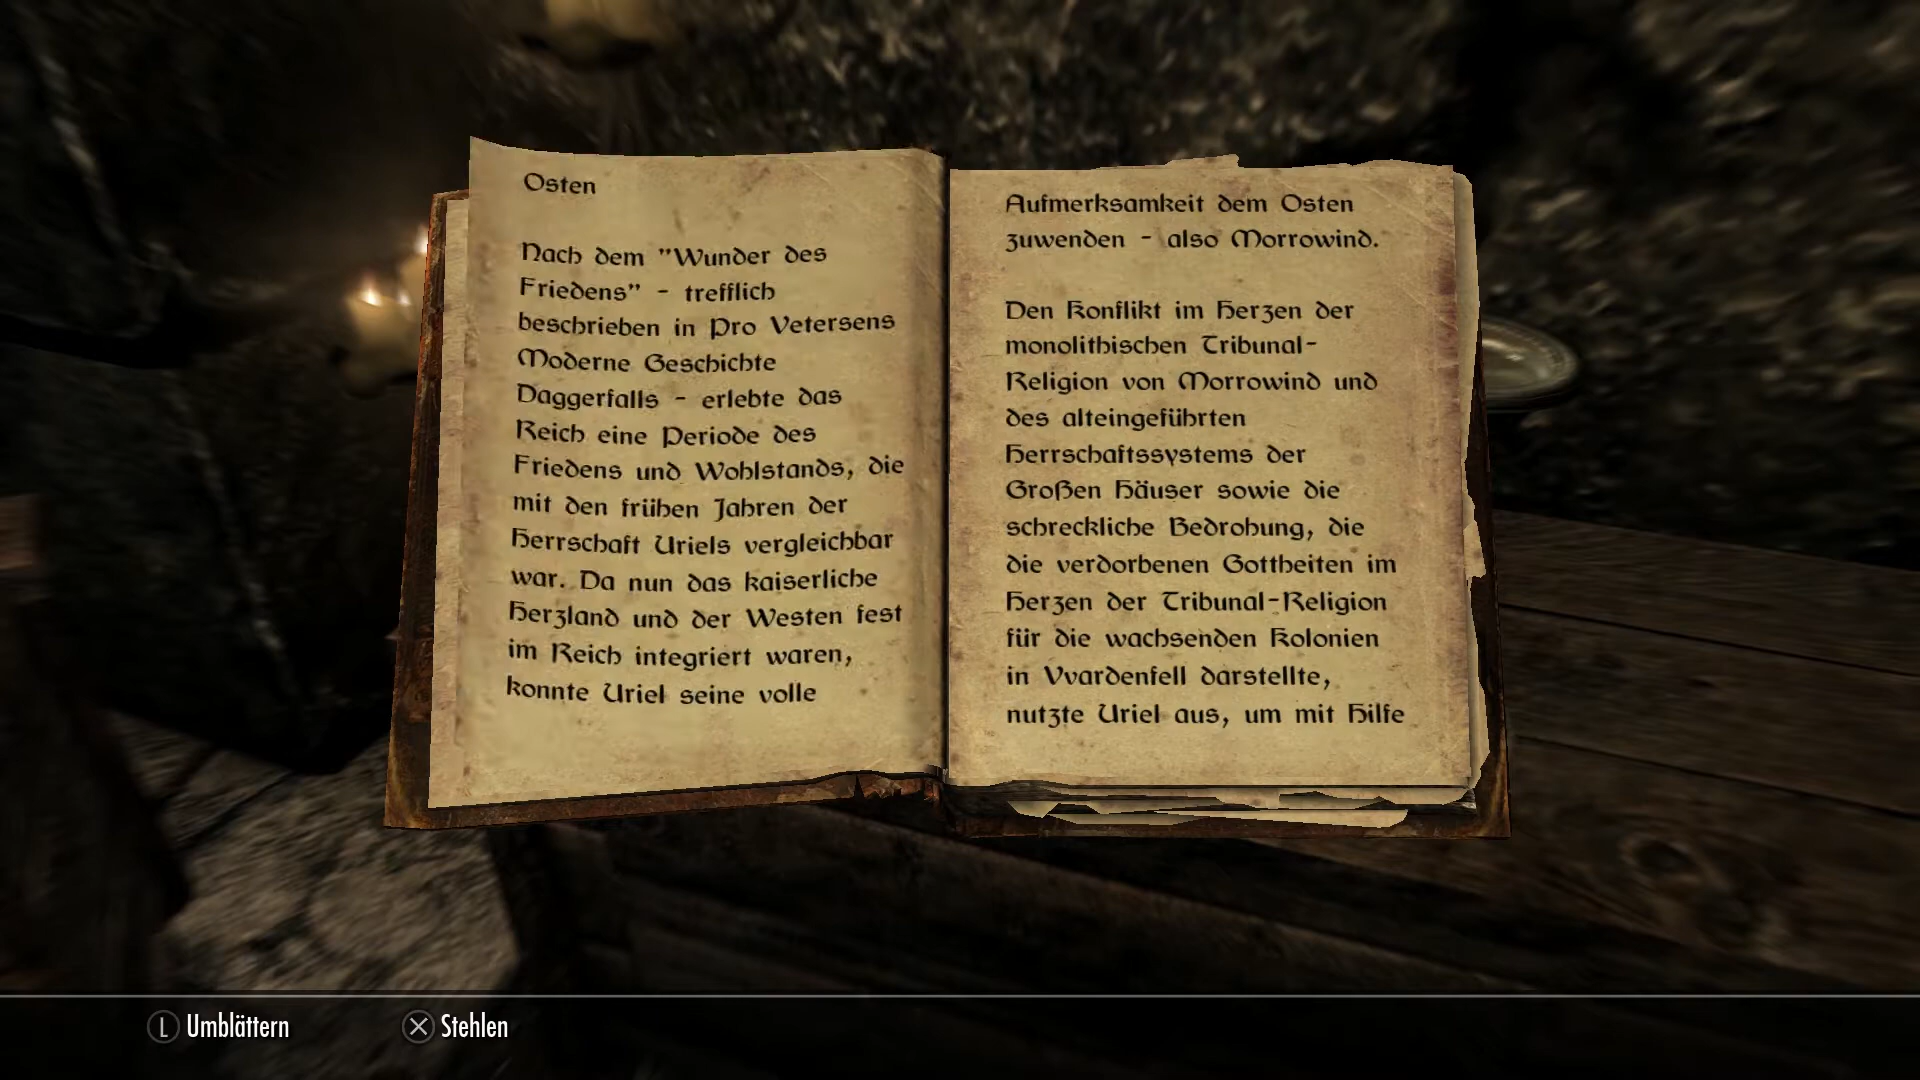 Osten
Nach dem "Wunder des
Friedens" - trefflich
beschrieben in Pro Vetersens
Moderne Geschichte
Daggerfalls - erlebte das
Reich eine Periode des
Friedens und Wohlstands, die
mit den frühen Jahren der
Herrschaft Uriels vergleichbar
war. Da nun das kaiserliche
Herzland und der Westen fest
im Reich integriert waren,
konnte Uriel seine volle
Aufmerksamkeit dem Osten
zuwenden - also Morrowind.
Den Konflikt im Herzen der
monolithischen Tribunal-
Religion von Morrowind und
des alteingeführten
Herrschaftssystems der
Großen Häuser sowie die
schreckliche Bedrohung, die
die verdorbenen Gottheiten im
Herzen der Tribunal-Religion
für die wachsenden Kolonien
in Vvardenfell darstellte,
nutzte Uriel aus, um mit Hilfe
L Umblättern
X Stehlen